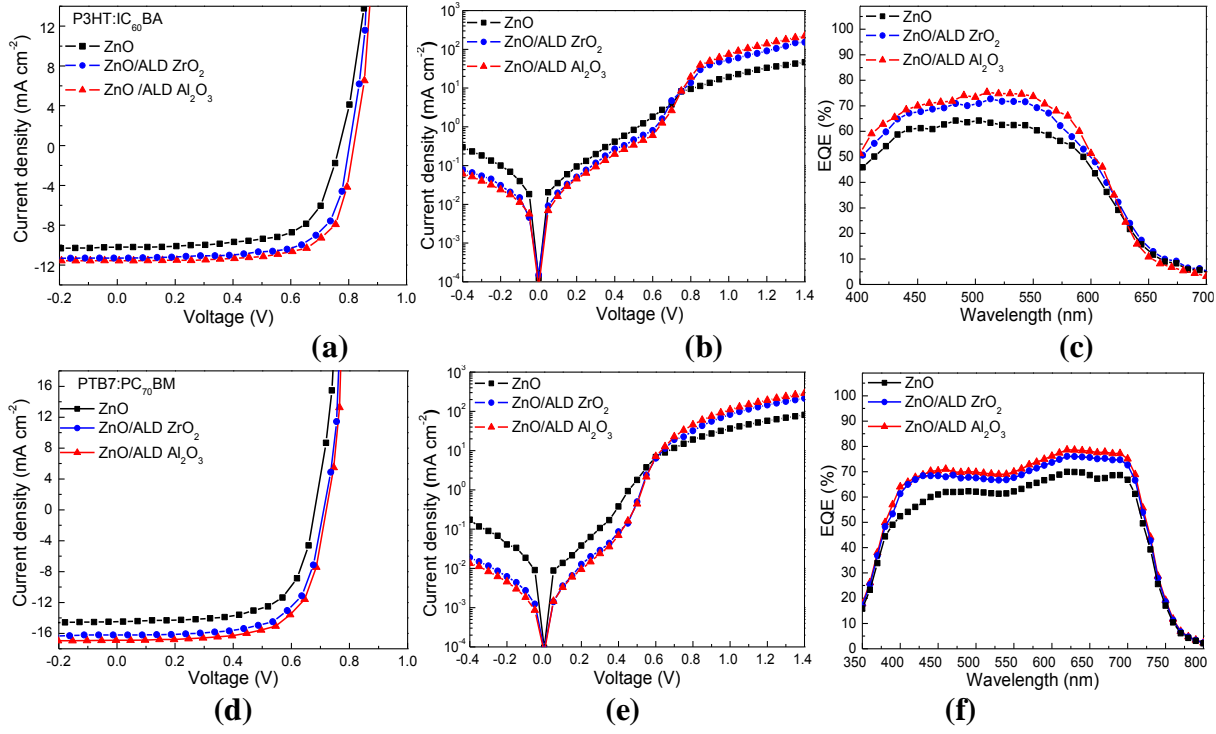 P3HT:IC60BA
ZnO
ZnO/ALD ZrO2
ZnO /ALD Al2O3
12
8
4
0
-4
-8
-12
-0.2 0.0 0.2 0.4 0.6 0.8 1.0
Current density (mA cm-2)
Voltage (V)
(a)
ZnO
ZnO/ALD ZrO2
ZnO/ALD Al2O3
10^3
10^2
10^1
10^0
10^-1
10^-2
10^-3
10^-4
-0.4 -0.2 0.0 0.2 0.4 0.6 0.8 1.0 1.2 1.4
Current density (mA cm-2)
Voltage (V)
(b)
ZnO
ZnO/ALD ZrO2
ZnO/ALD Al2O3
100
90
80
70
60
50
40
30
20
10
0
400 450 500 550 600 650 700
EQE (%)
Wavelength (nm)
(c)
PTB7:PC70BM
ZnO
ZnO/ALD ZrO2
ZnO/ALD Al2O3
16
12
8
4
0
-4
-8
-12
-16
-0.2 0.0 0.2 0.4 0.6 0.8 1.0
Current density (mA cm-2)
Voltage (V)
(d)
ZnO
ZnO/ALD ZrO2
ZnO/ALD Al2O3
10^3
10^2
10^1
10^0
10^-1
10^-2
10^-3
10^-4
-0.4 -0.2 0.0 0.2 0.4 0.6 0.8 1.0 1.2 1.4
Current density (mA cm-2)
Voltage (V)
(e)
ZnO
ZnO/ALD ZrO2
ZnO/ALD Al2O3
100
90
80
70
60
50
40
30
20
10
0
350 400 450 500 550 600 650 700 750 800
EQE (%)
Wavelength (nm)
(f)